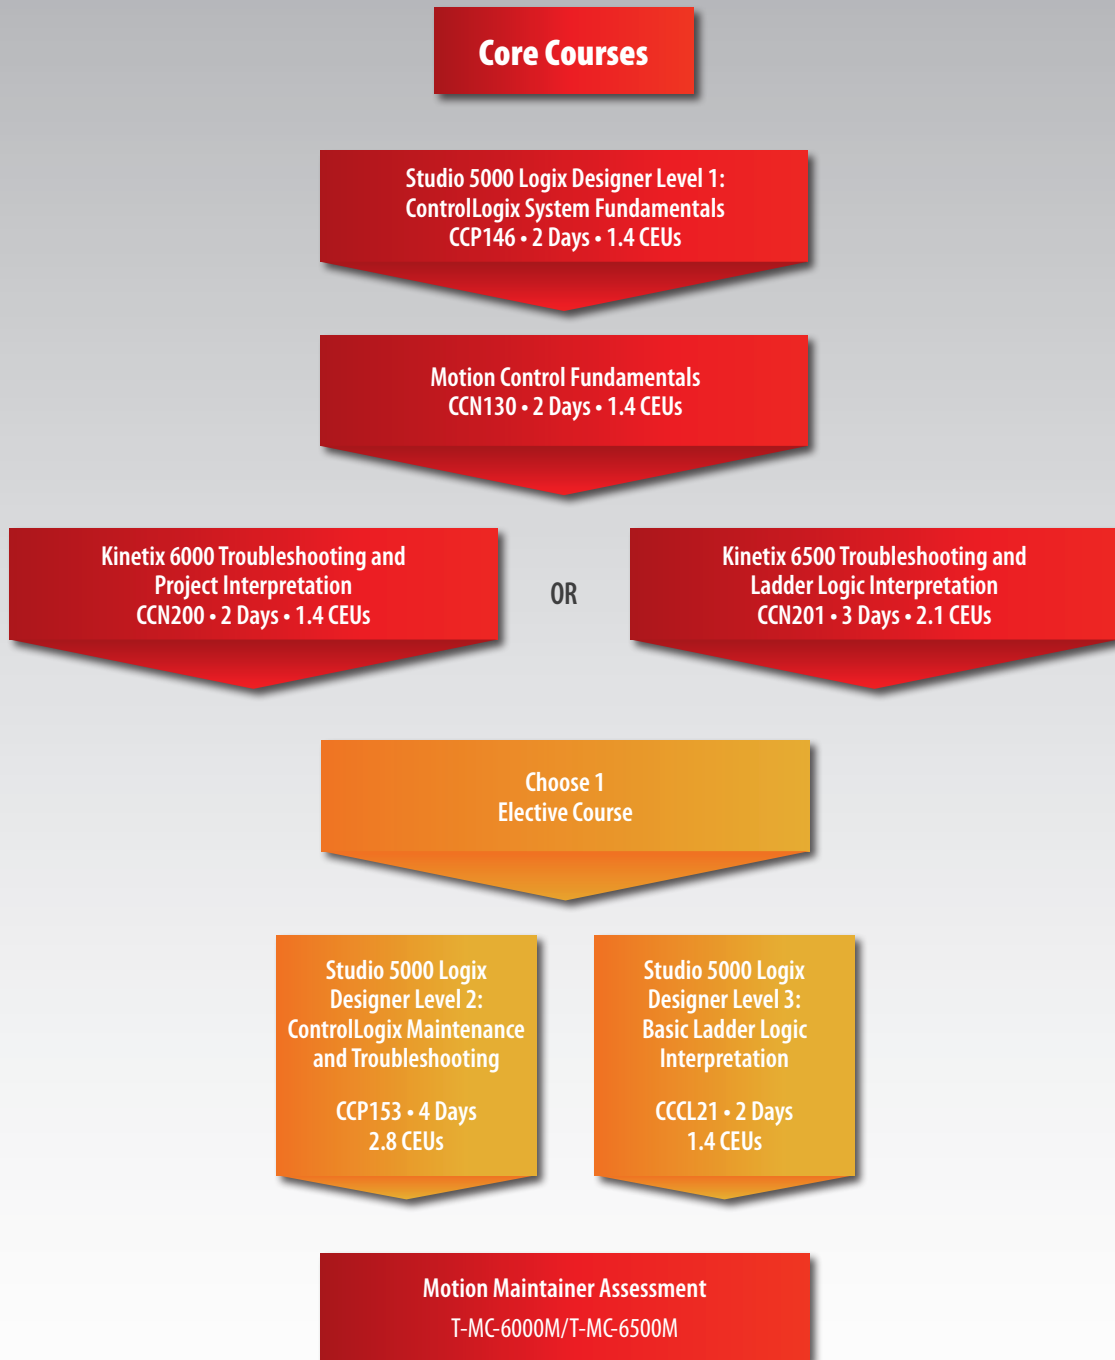 Core Courses
Studio 5000 Logix Designer Level 1:
ControlLogix System Fundamentals
CCP146 • 2 Days • 1.4 CEUs
Motion Control Fundamentals
CCN130 • 2 Days • 1.4 CEUs
Kinetix 6000 Troubleshooting and
Project Interpretation
CCN200 • 2 Days • 1.4 CEUs
OR
Kinetix 6500 Troubleshooting and
Ladder Logic Interpretation
CCN201 • 3 Days • 2.1 CEUs
Choose 1
Elective Course
Studio 5000 Logix
Designer Level 2:
ControlLogix Maintenance
and Troubleshooting
CCP153 • 4 Days
2.8 CEUs
Studio 5000 Logix
Designer Level 3:
Basic Ladder Logic
Interpretation
CCCL21 • 2 Days
1.4 CEUs
Motion Maintainer Assessment
T-MC-6000M/T-MC-6500M